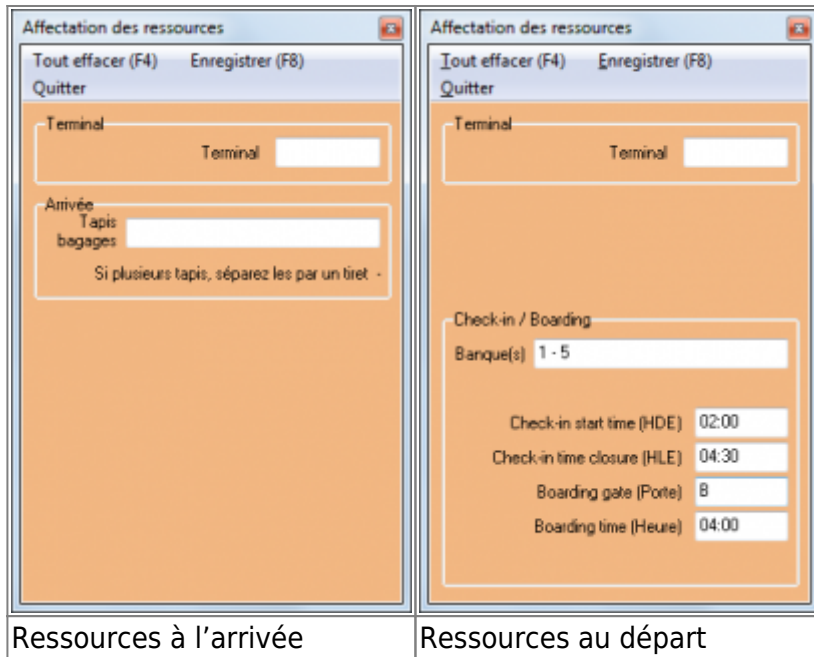 Affectation des ressources
Tout effacer (F4) Enregistrer (F8)
Quitter
Terminal
Terminal
Arrivée
Tapis
bagages
Si plusieurs tapis, séparez les par un tiret -
Ressources à l'arrivée
Affectation des ressources
Tout effacer (F4) Enregistrer (F8)
Quitter
Terminal
Terminal
Check-in / Boarding
Banque(s) 1 - 5
Check-in start time (HDE) 02:00
Check-in time closure (HLE) 04:30
Boarding gate (Porte) B
Boarding time (Heure) 04:00
Ressources au départ